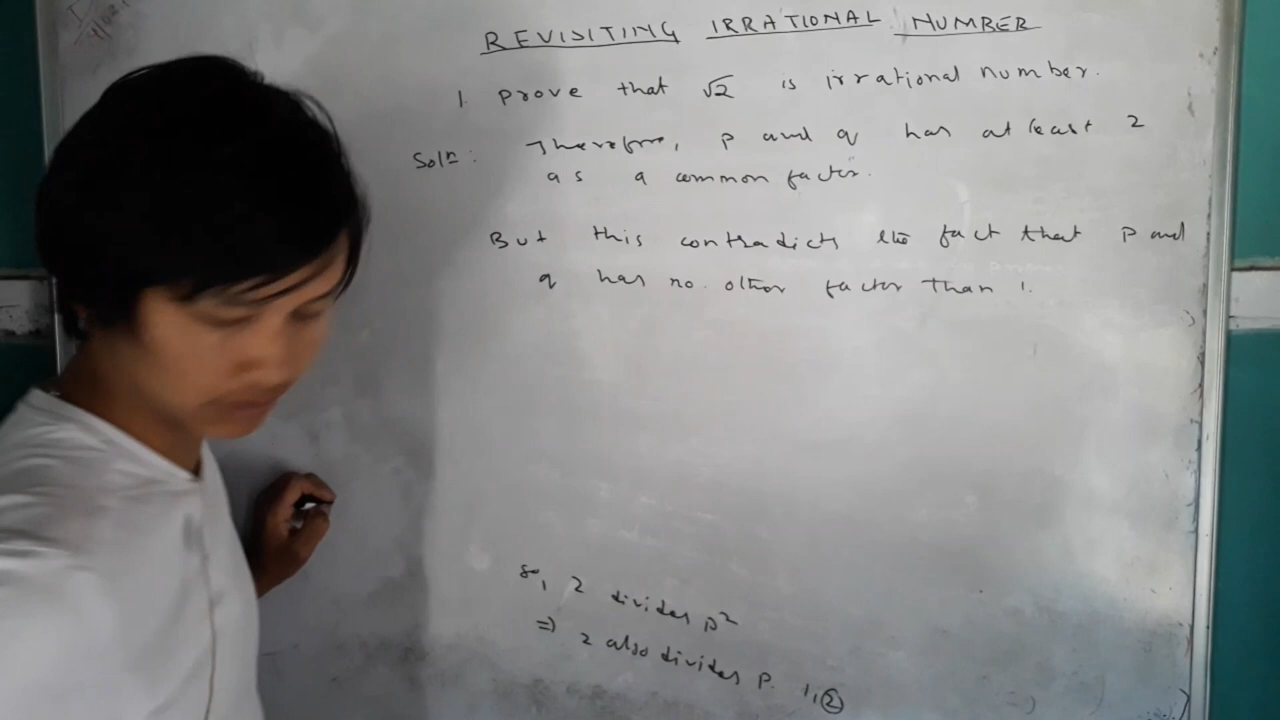 REVISITING IRRATIONAL NUMBER
1. Prove that √2 is irrational number.
Solⁿ: Therefore, p and q has at least 2
as a common factor.
But this contradicts the fact that p and
q has no other factor than 1.
so, 2 divides p²
⇒ 2 also divides p.